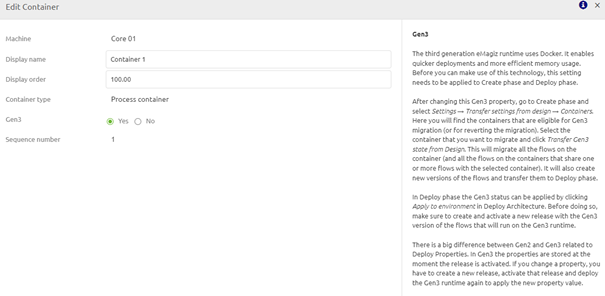 Edit Container
Machine
Core 01
Display name
Container 1
Display order
100.00
Container type
Process container
Gen3
Yes
No
Sequence number
1
Gen3
The third generation eMagiz runtime uses Docker. It enables
quicker deployments and more efficient memory usage.
Before you can make use of this technology, this setting
needs to be applied to Create phase and Deploy phase.
After changing this Gen3 property, go to Create phase and
select Settings → Transfer settings from design → Containers.
Here you will find the containers that are eligible for Gen3
migration (or for reverting the migration). Select the
container that you want to migrate and click Transfer Gen3
state from Design. This will migrate all the flows on the
container (and all the flows on the containers that share one
or more flows with the selected container). It will also create
new versions of the flows and transfer them to Deploy phase.
In Deploy phase the Gen3 status can be applied by clicking
Apply to environment in Deploy Architecture. Before doing so,
make sure to create and activate a new release with the Gen3
version of the flows that will run on the Gen3 runtime.
There is a big difference between Gen2 and Gen3 related to
Deploy Properties. In Gen3 the properties are stored at the
moment the release is activated. If you change a property, you
have to create a new release, activate that release and deploy
the Gen3 runtime again to apply the new property value.